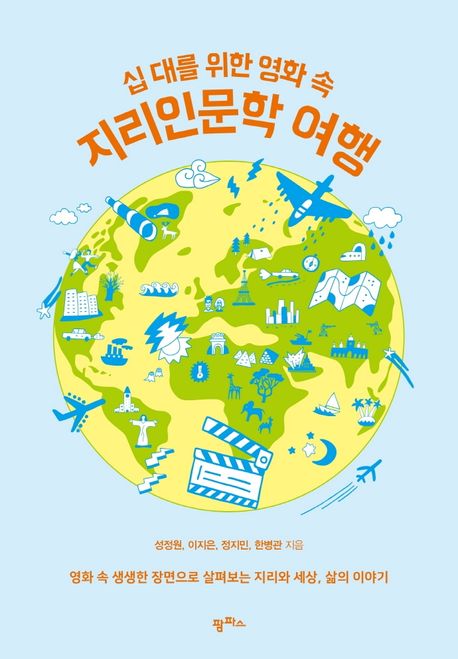 십 대를 위한 영화 속
지리인문학 여행
성정원, 이지은, 정지민, 한병관 지음
영화 속 생생한 장면으로 살펴보는 지리와 세상, 삶의 이야기
팜파스